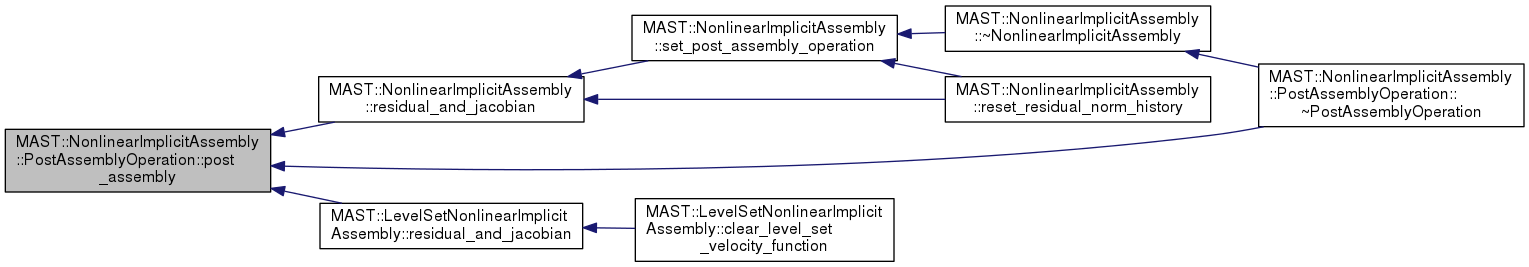 MAST::NonlinearImplicitAssembly
::PostAssemblyOperation::post
_assembly
MAST::NonlinearImplicitAssembly
::residual_and_jacobian
MAST::NonlinearImplicitAssembly
::set_post_assembly_operation
MAST::NonlinearImplicitAssembly
::~NonlinearImplicitAssembly
MAST::NonlinearImplicitAssembly
::PostAssemblyOperation::
~PostAssemblyOperation
MAST::NonlinearImplicitAssembly
::reset_residual_norm_history
MAST::LevelSetNonlinearImplicit
Assembly::residual_and_jacobian
MAST::LevelSetNonlinearImplicit
Assembly::clear_level_set
_velocity_function